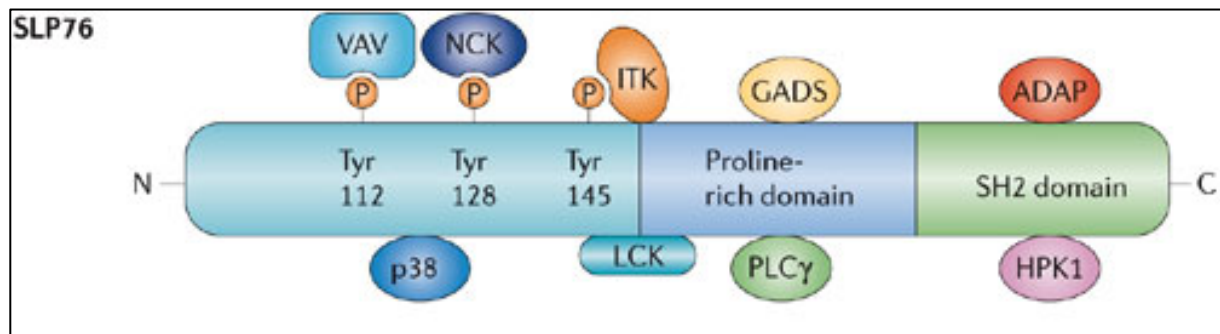 SLP76
VAV NCK ITK GADS ADAP
P P P
N Tyr 112 Tyr 128 Tyr 145 Proline-rich domain SH2 domain C
p38 LCK PLCγ HPK1